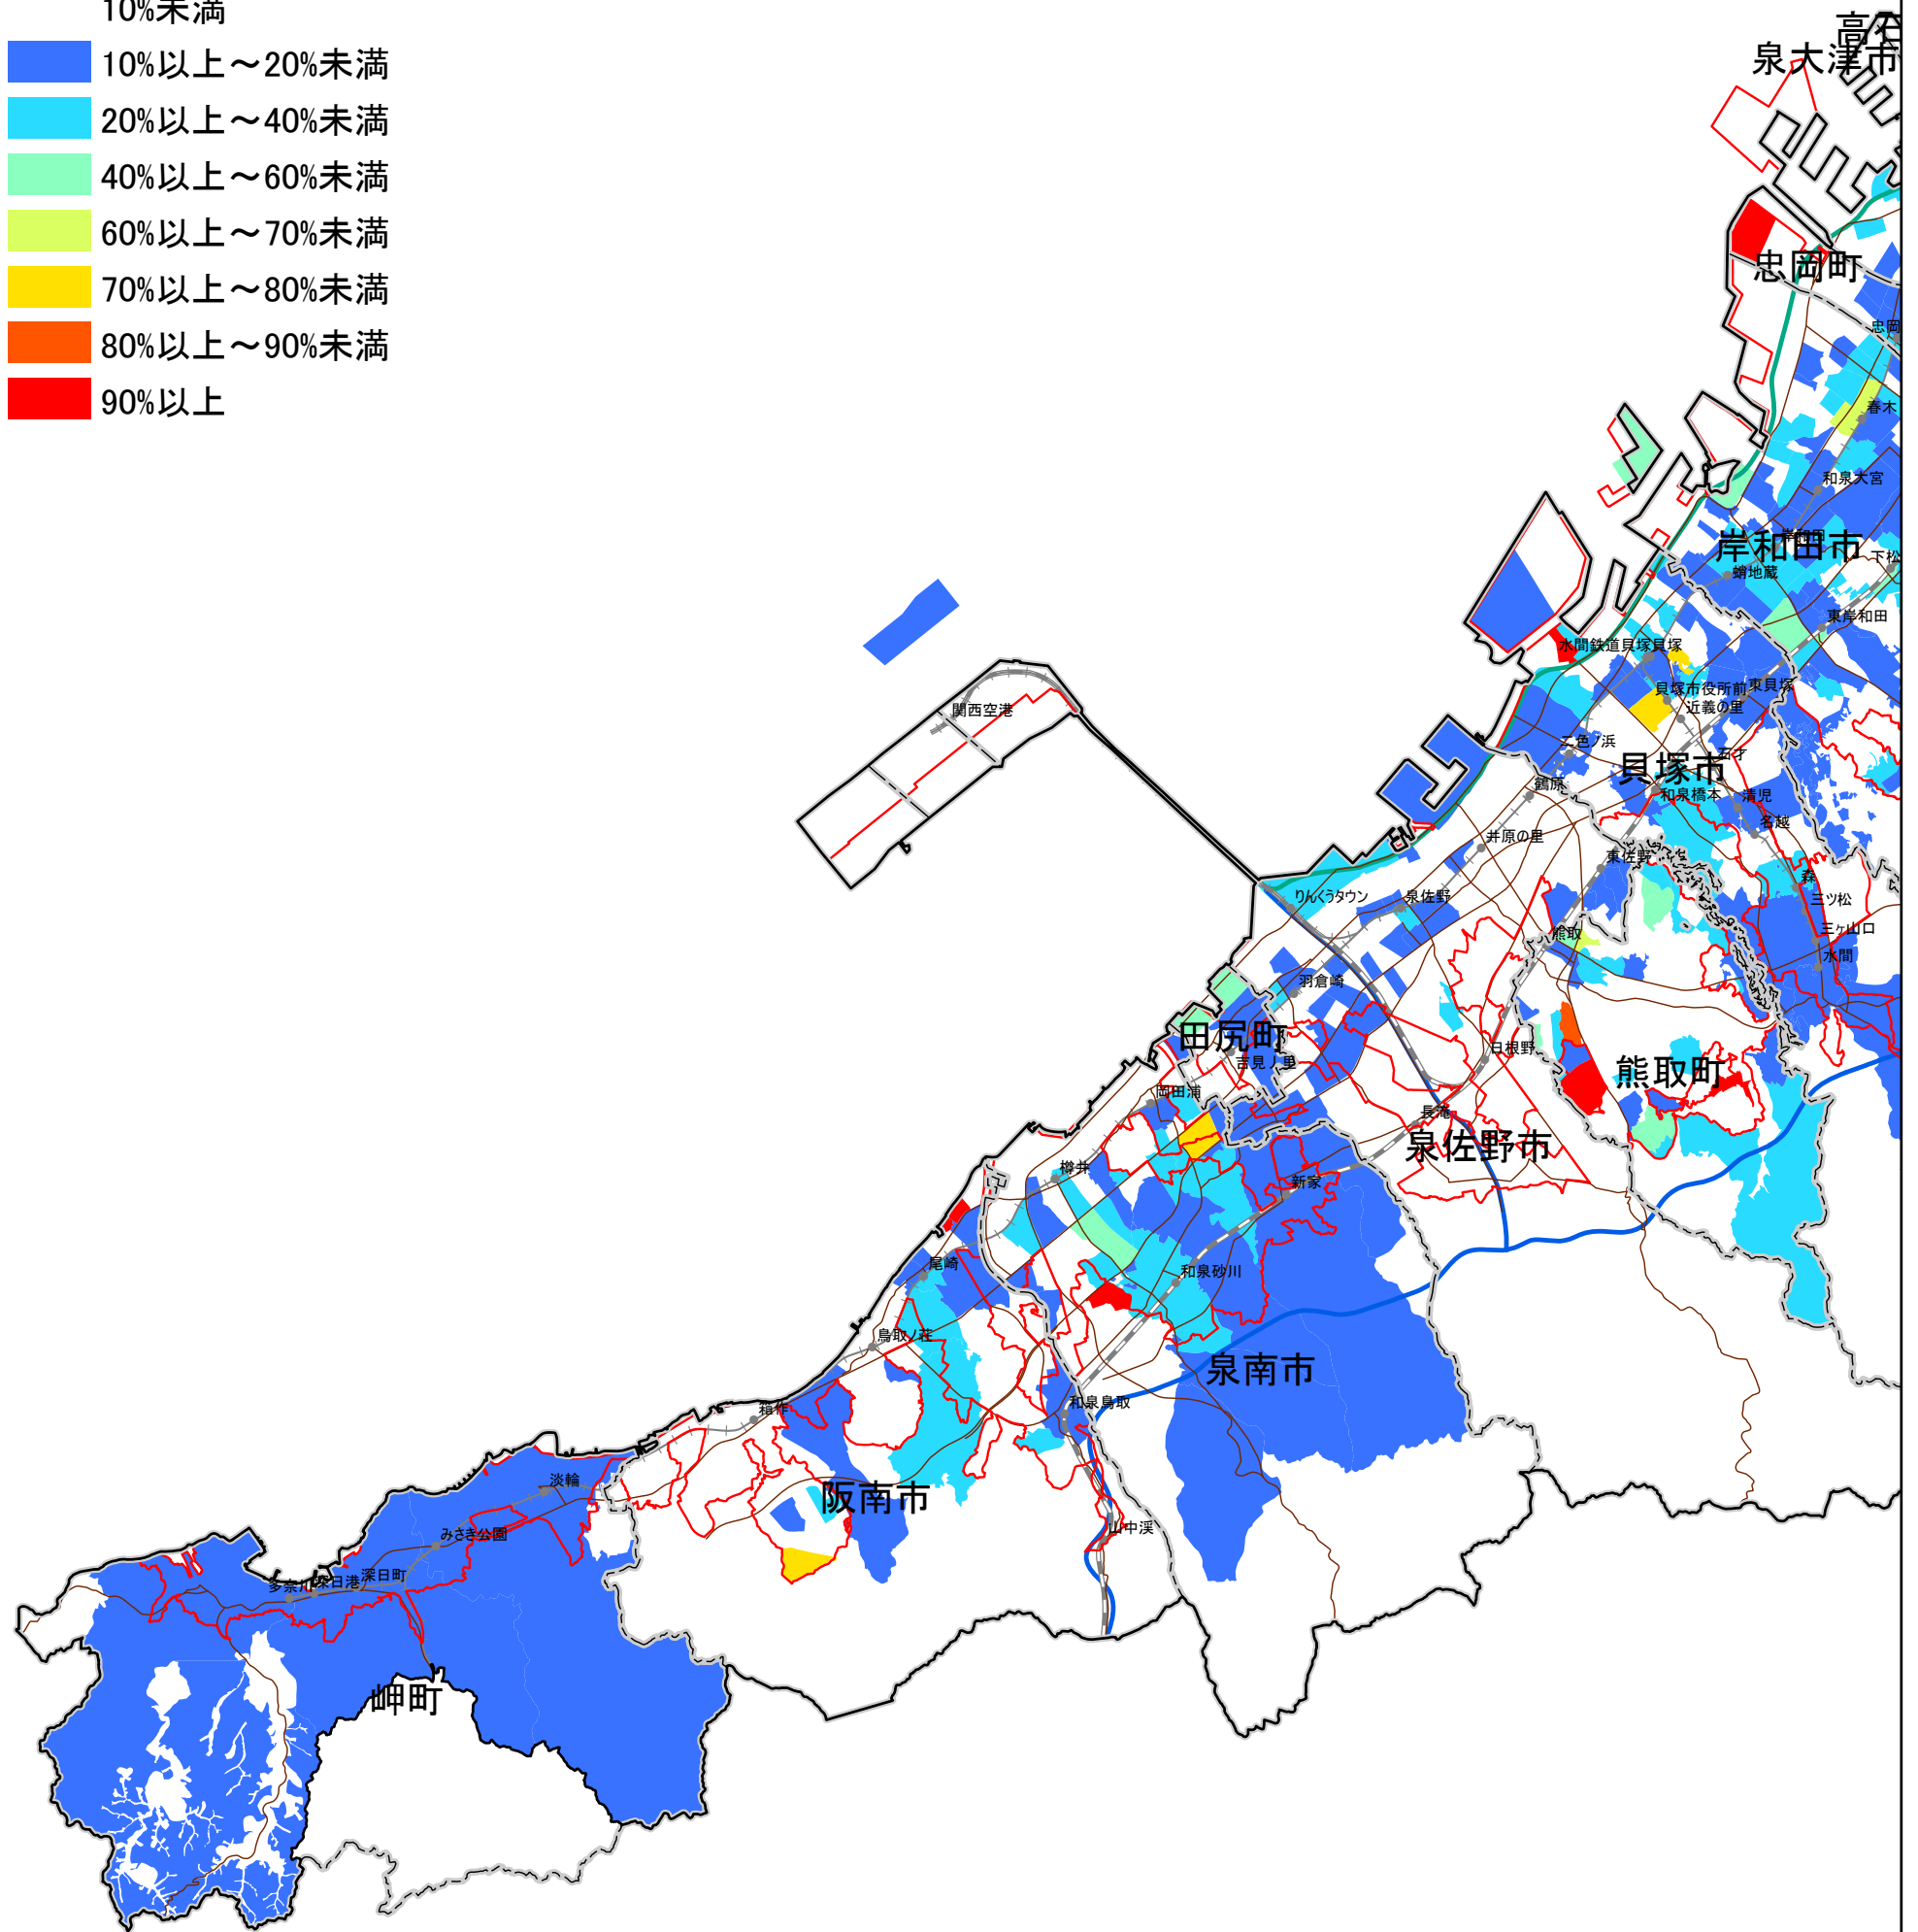 10%未満
10%以上～20%未満
20%以上～40%未満
40%以上～60%未満
60%以上～70%未満
70%以上～80%未満
80%以上～90%未満
90%以上
高石
泉大津市
忠岡町
忠岡
春木
和泉大宮
岸和田
岸和田市
下松
蛸地蔵
東岸和田
水間鉄道貝塚貝塚
貝塚市役所前
東貝塚
近義の里
関西空港
二色ノ浜
石才
貝塚市
鶴原
和泉橋本
清児
名越
井原の里
東佐野
森
りんくうタウン
泉佐野
三ツ松
三ヶ山口
熊取
水間
羽倉崎
田尻町
吉見ノ里
日根野
熊取町
岡田浦
長滝
泉佐野市
樽井
新家
尾崎
和泉砂川
鳥取ノ荘
泉南市
箱作
和泉鳥取
淡輪
阪南市
みさき公園
山中渓
深日町
深日港
多奈川
岬町